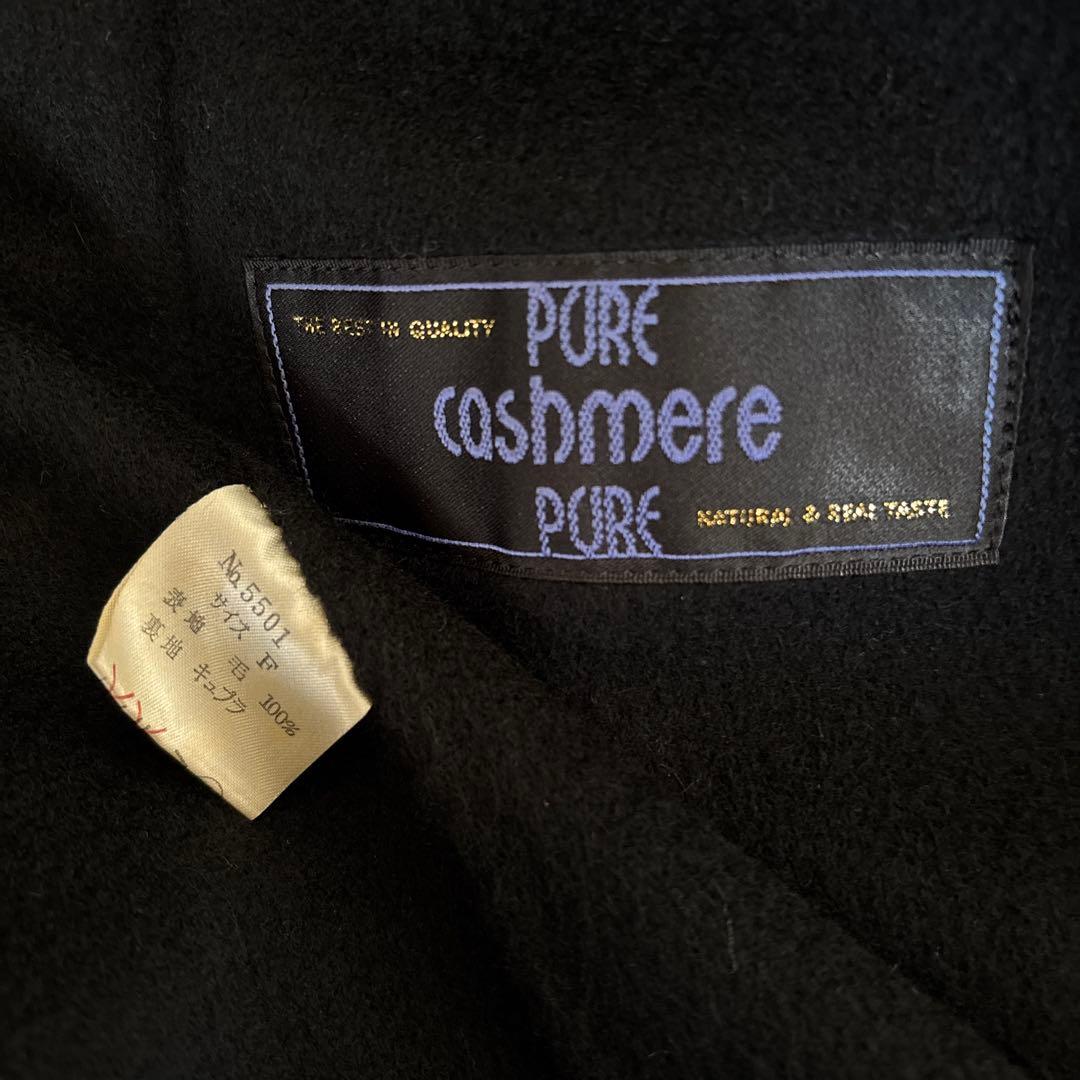 THE BEST IN QUALITY
PURE
cashmere
PURE
NATURAL & REAL TASTE
No.5501
サイズ F
表地 毛 100%
裏地 キュプラ